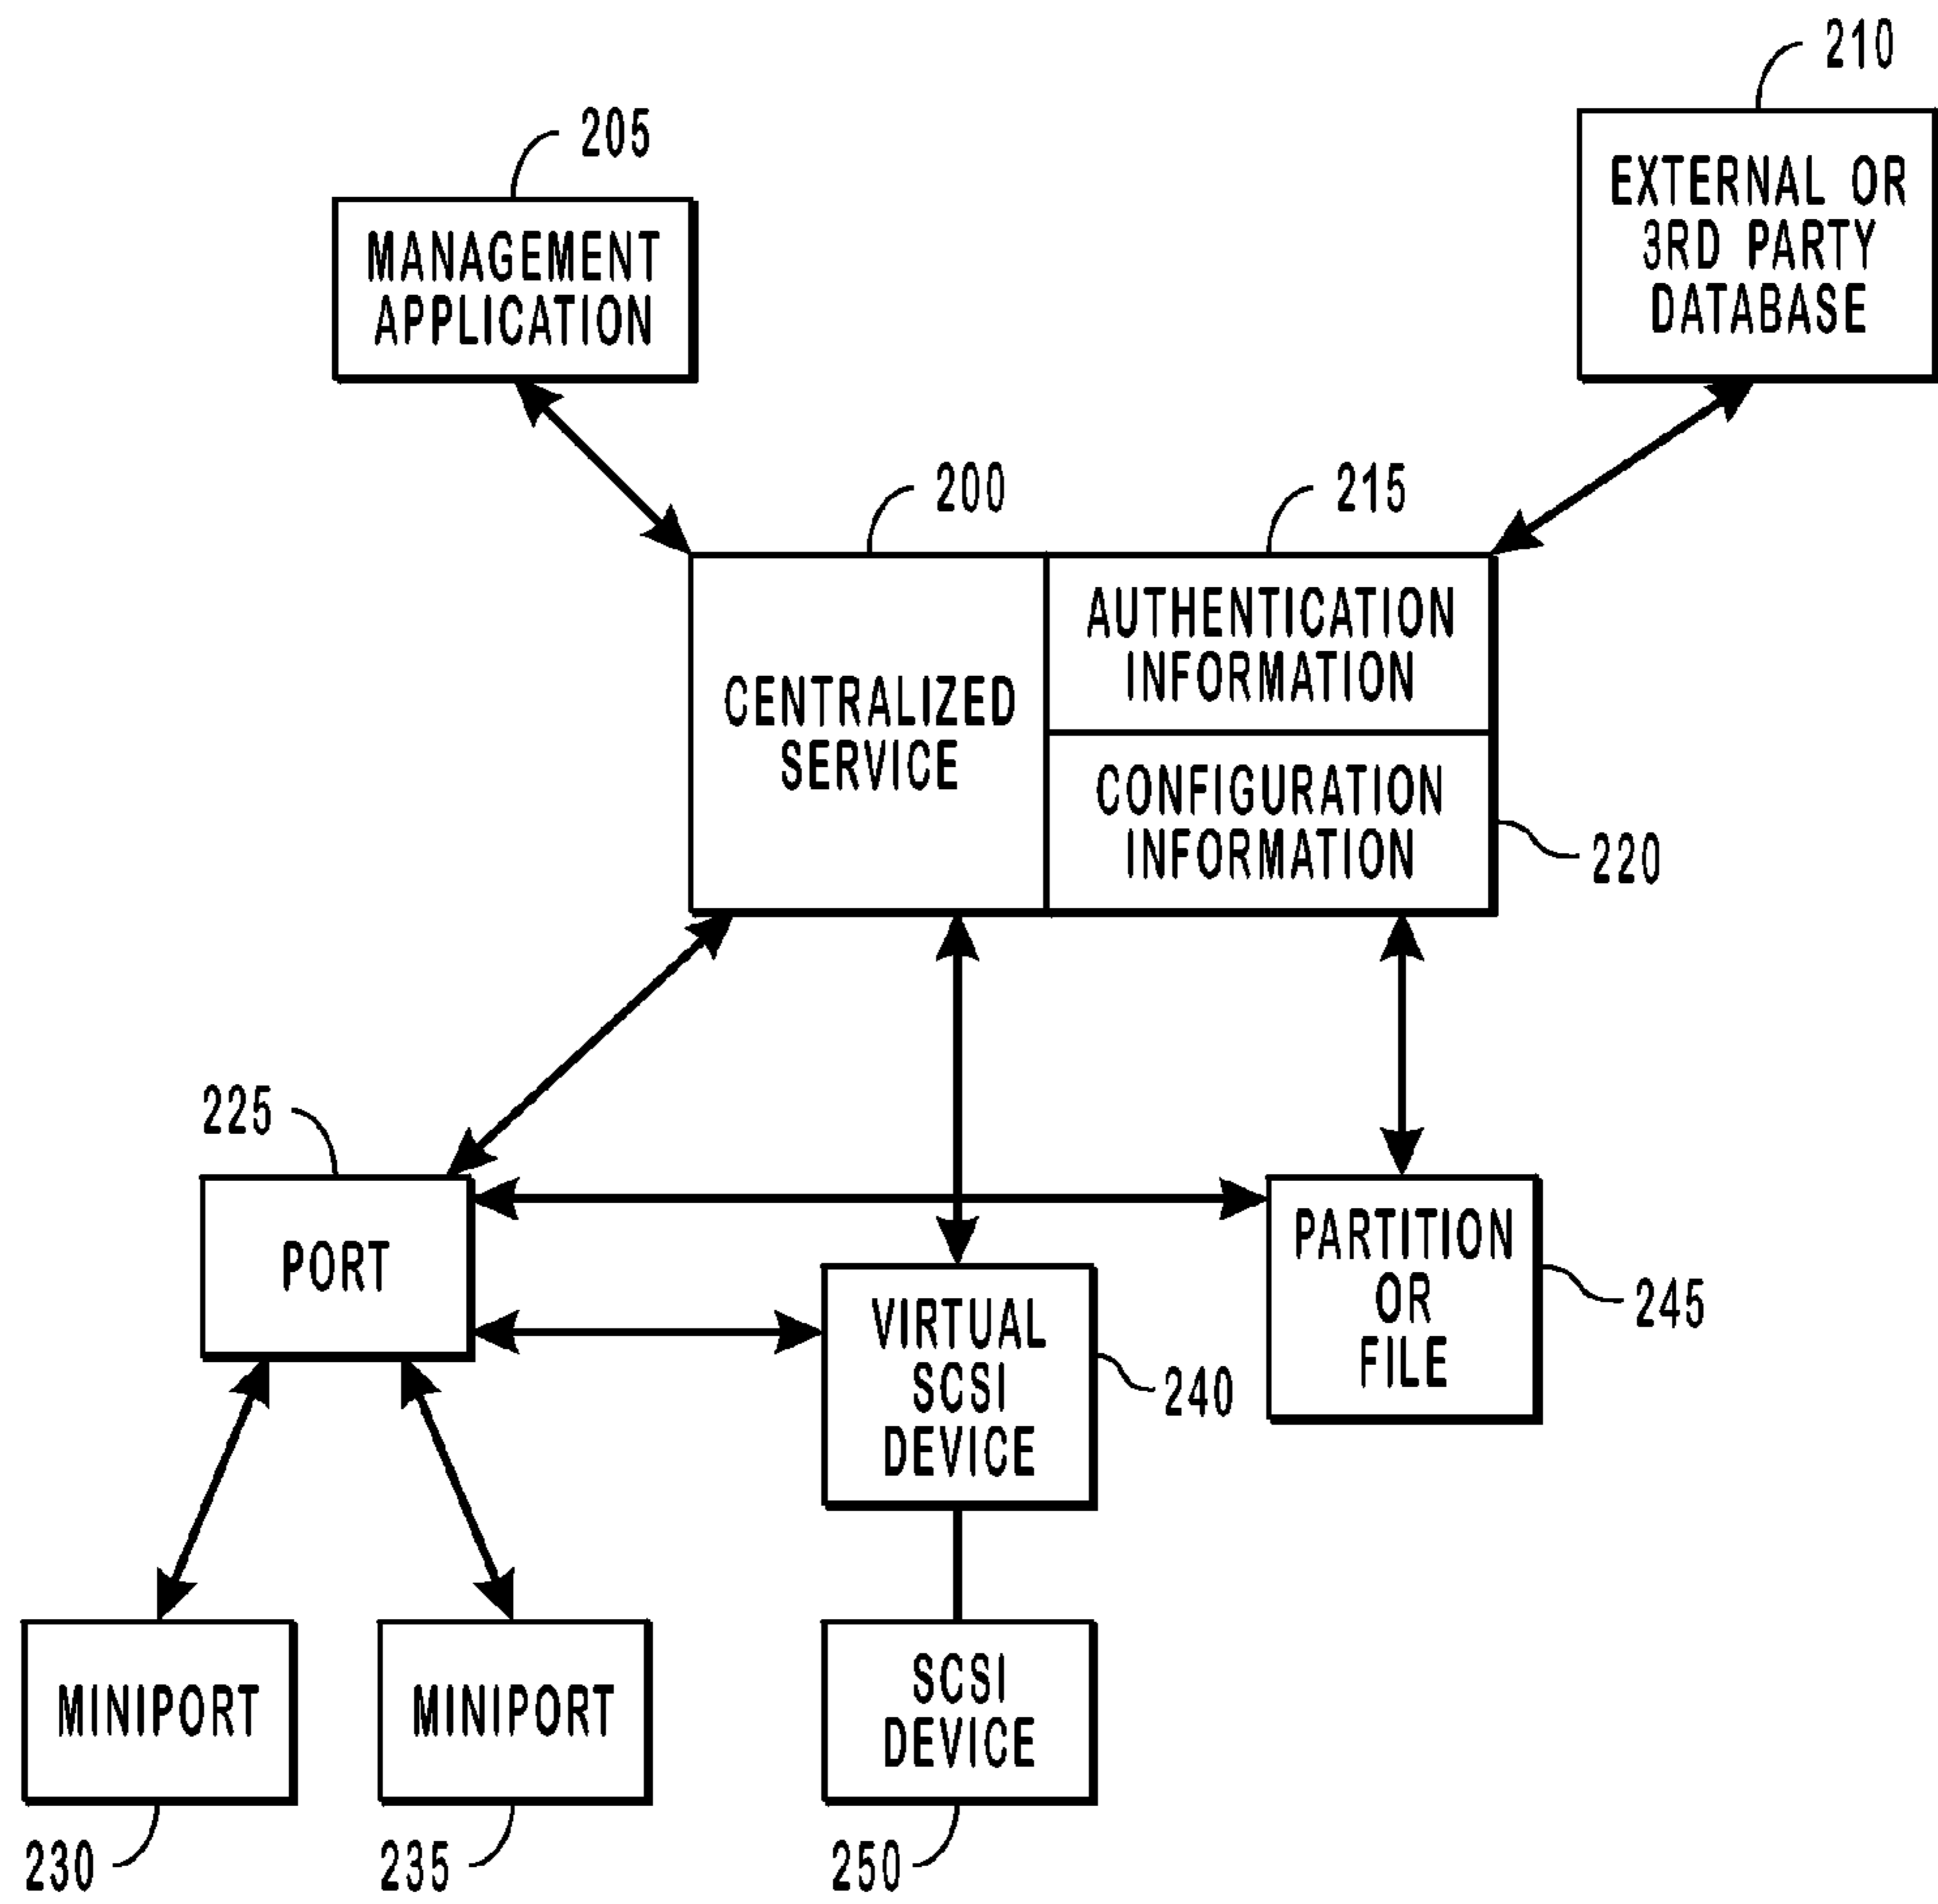 210
EXTERNAL OR
3RD PARTY
DATABASE
205
MANAGEMENT
APPLICATION
200
215
CENTRALIZED
SERVICE
AUTHENTICATION
INFORMATION
CONFIGURATION
INFORMATION
220
225
PORT
VIRTUAL
SCSI
DEVICE
240
PARTITION
OR
FILE
245
MINIPORT
MINIPORT
SCSI
DEVICE
230
235
250